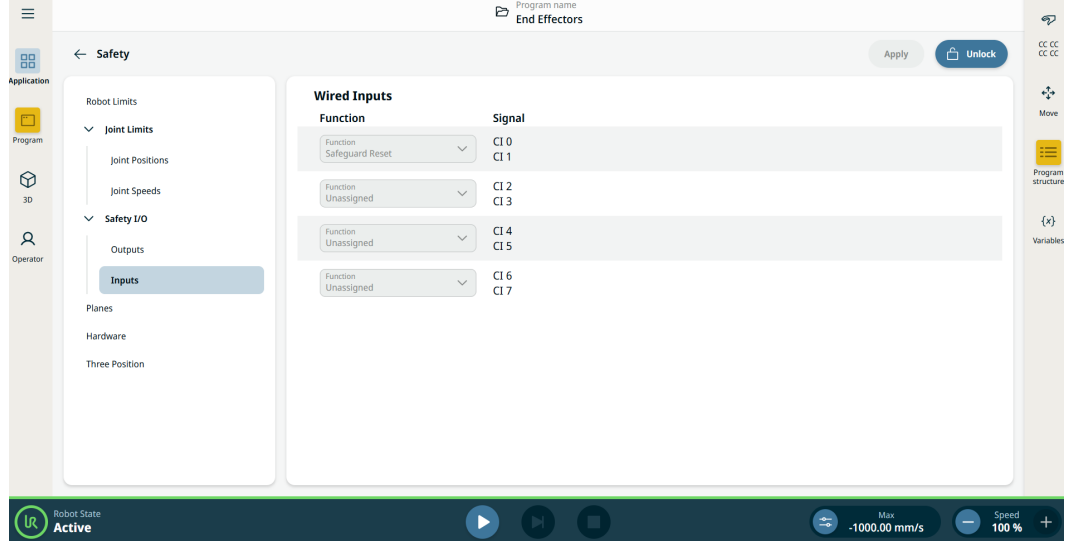 Program name
End Effectors
Application
Program
3D
Operator
Safety
Apply
Unlock
Robot Limits
Joint Limits
Joint Positions
Joint Speeds
Safety I/O
Outputs
Inputs
Planes
Hardware
Three Position
Wired Inputs
Function Signal
Function
Safeguard Reset
CI 0
CI 1
Function
Unassigned
CI 2
CI 3
Function
Unassigned
CI 4
CI 5
Function
Unassigned
CI 6
CI 7
CC CC
CC CC
Move
Program
structure
{x}
Variables
UR
Robot State
Active
Max
-1000.00 mm/s
Speed
100 %